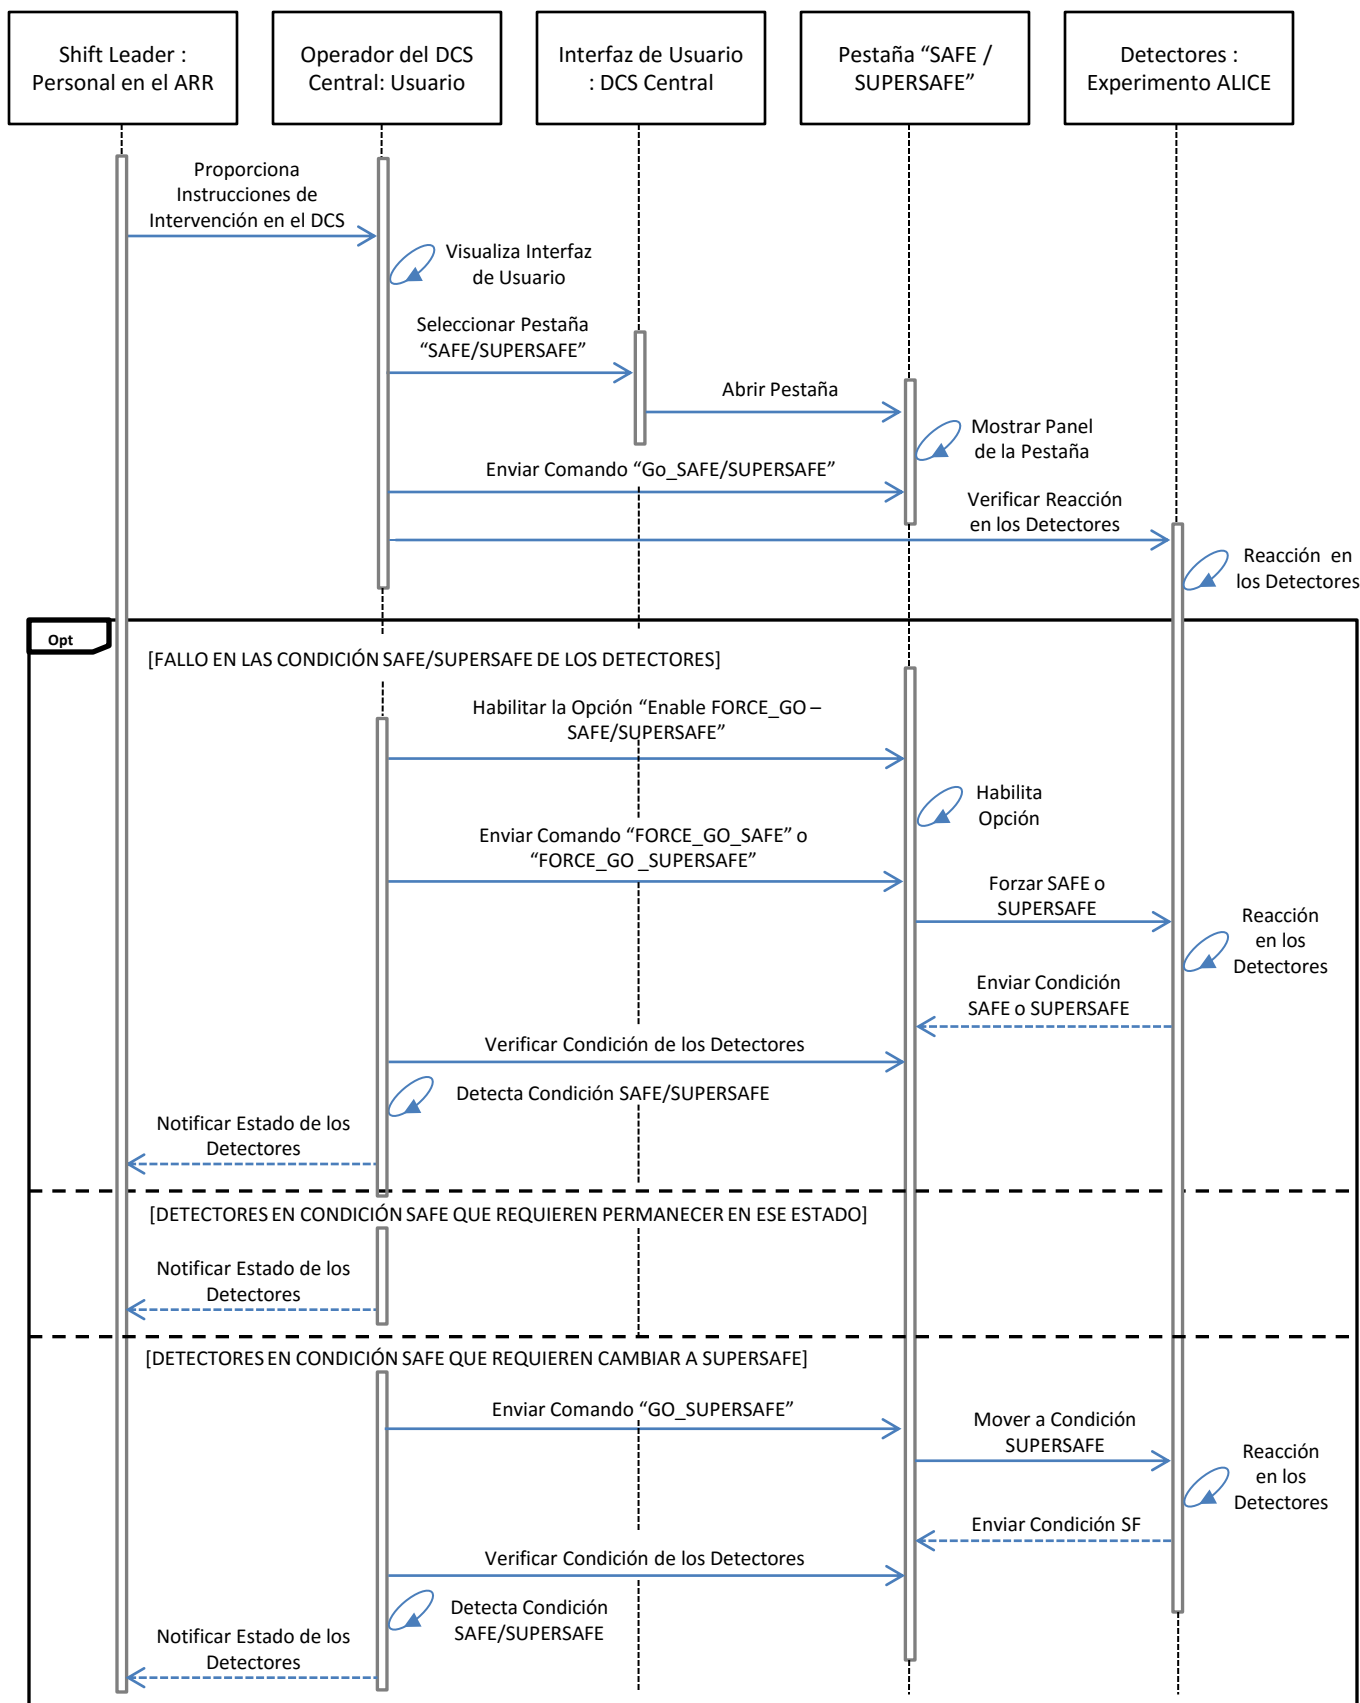 Shift Leader :
Personal en el ARR
Operador del DCS
Central: Usuario
Interfaz de Usuario
: DCS Central
Pestaña “SAFE /
SUPERSAFE”
Detectores :
Experimento ALICE
Proporciona
Instrucciones de
Intervención en el DCS
Visualiza Interfaz
de Usuario
Seleccionar Pestaña
“SAFE/SUPERSAFE”
Abrir Pestaña
Mostrar Panel
de la Pestaña
Enviar Comando “Go_SAFE/SUPERSAFE”
Verificar Reacción
en los Detectores
Reacción en
los Detectores
Opt
[FALLO EN LAS CONDICIÓN SAFE/SUPERSAFE DE LOS DETECTORES]
Habilitar la Opción “Enable FORCE_GO –
SAFE/SUPERSAFE”
Habilita
Opción
Enviar Comando “FORCE_GO_SAFE” o
“FORCE_GO _SUPERSAFE”
Forzar SAFE o
SUPERSAFE
Reacción
en los
Detectores
Enviar Condición
SAFE o SUPERSAFE
Verificar Condición de los Detectores
Detecta Condición SAFE/SUPERSAFE
Notificar Estado de los
Detectores
[DETECTORES EN CONDICIÓN SAFE QUE REQUIEREN PERMANECER EN ESE ESTADO]
Notificar Estado de los
Detectores
[DETECTORES EN CONDICIÓN SAFE QUE REQUIEREN CAMBIAR A SUPERSAFE]
Enviar Comando “GO_SUPERSAFE”
Mover a Condición
SUPERSAFE
Reacción
en los
Detectores
Enviar Condición SF
Verificar Condición de los Detectores
Detecta Condición
SAFE/SUPERSAFE
Notificar Estado de los
Detectores